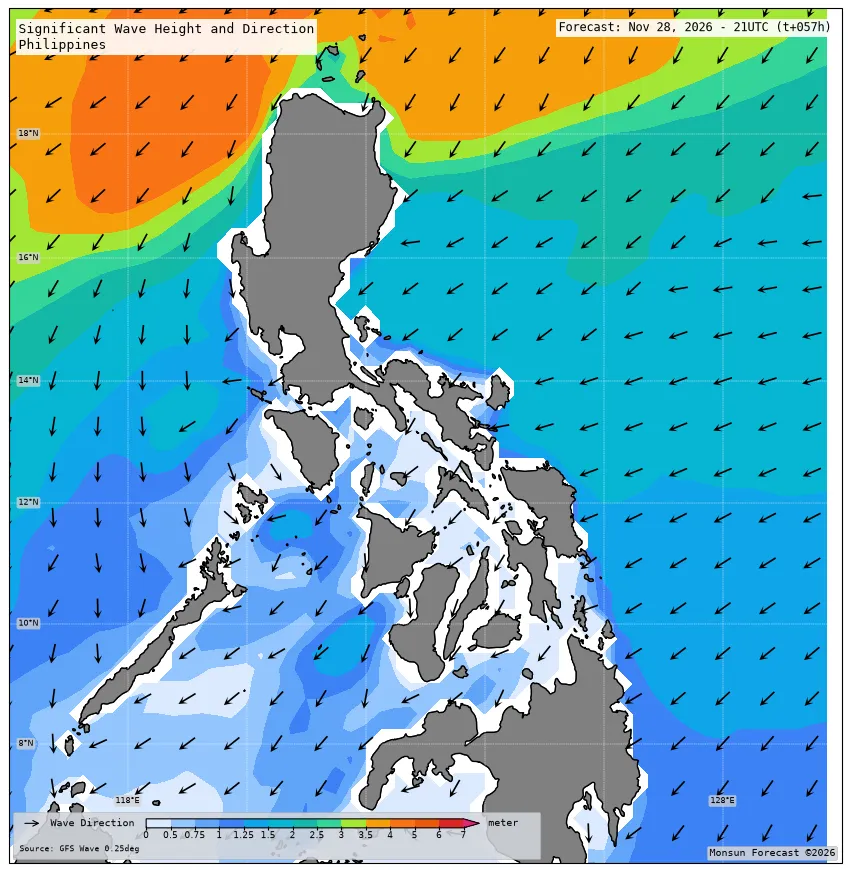 Significant Wave Height and Direction
Philippines
Forecast: Nov 28, 2026 - 21UTC (t+057h)
18°N
16°N
14°N
12°N
10°N
8°N
118°E
128°E
Wave Direction
meter
0 0.5 0.75 1 1.25 1.5 2 2.5 3 3.5 4 5 6 7
Source: GFS Wave 0.25deg
Monsun Forecast ©2026